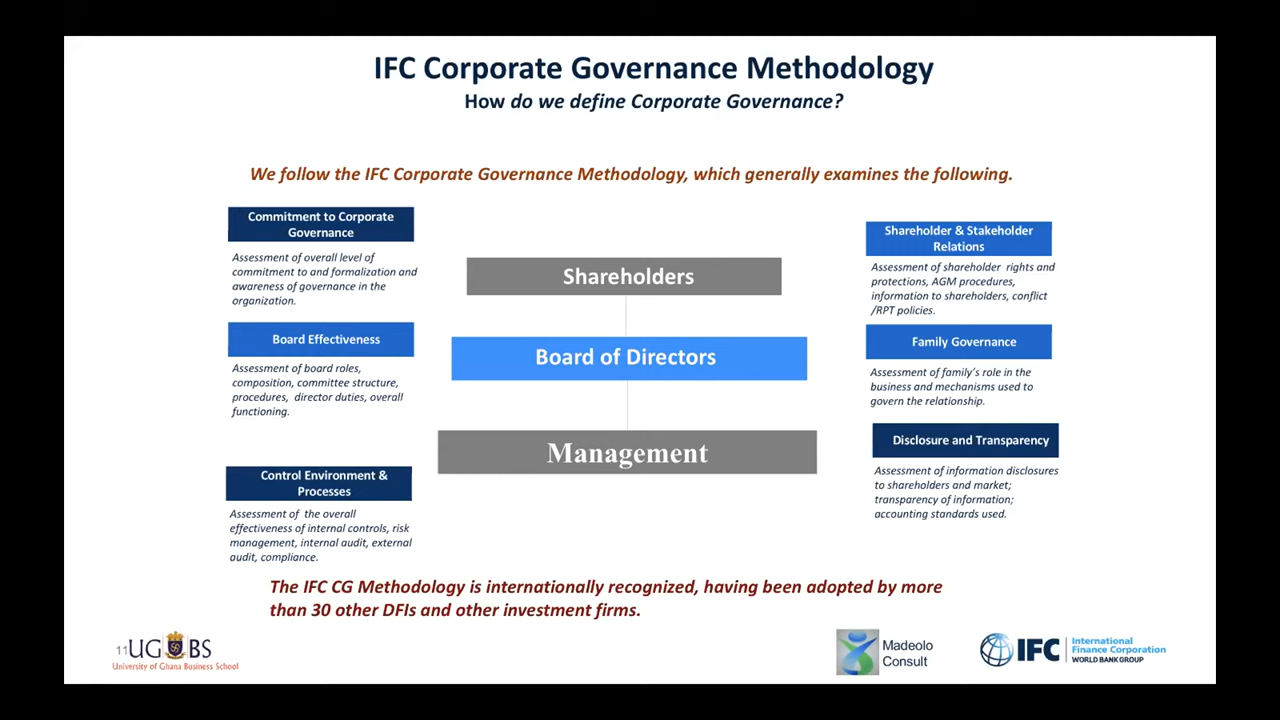 IFC Corporate Governance Methodology
How do we define Corporate Governance?
We follow the IFC Corporate Governance Methodology, which generally examines the following.
Commitment to Corporate
Governance
Assessment of overall level of
commitment to and formalization and
awareness of governance in the
organization.
Board Effectiveness
Assessment of board roles,
composition, committee structure,
procedures, director duties, overall
functioning.
Control Environment &
Processes
Assessment of the overall
effectiveness of internal controls, risk
management, internal audit, external
audit, compliance.
Shareholders
Board of Directors
Management
Shareholder & Stakeholder
Relations
Assessment of shareholder rights and
protections, AGM procedures,
information to shareholders, conflict
/RPT policies.
Family Governance
Assessment of family's role in the
business and mechanisms used to
govern the relationship.
Disclosure and Transparency
Assessment of information disclosures
to shareholders and market;
transparency of information;
accounting standards used.
The IFC CG Methodology is internationally recognized, having been adopted by more
than 30 other DFIs and other investment firms.
11
UGBS
University of Ghana Business School
Madeolo
Consult
IFC
International
Finance Corporation
WORLD BANK GROUP